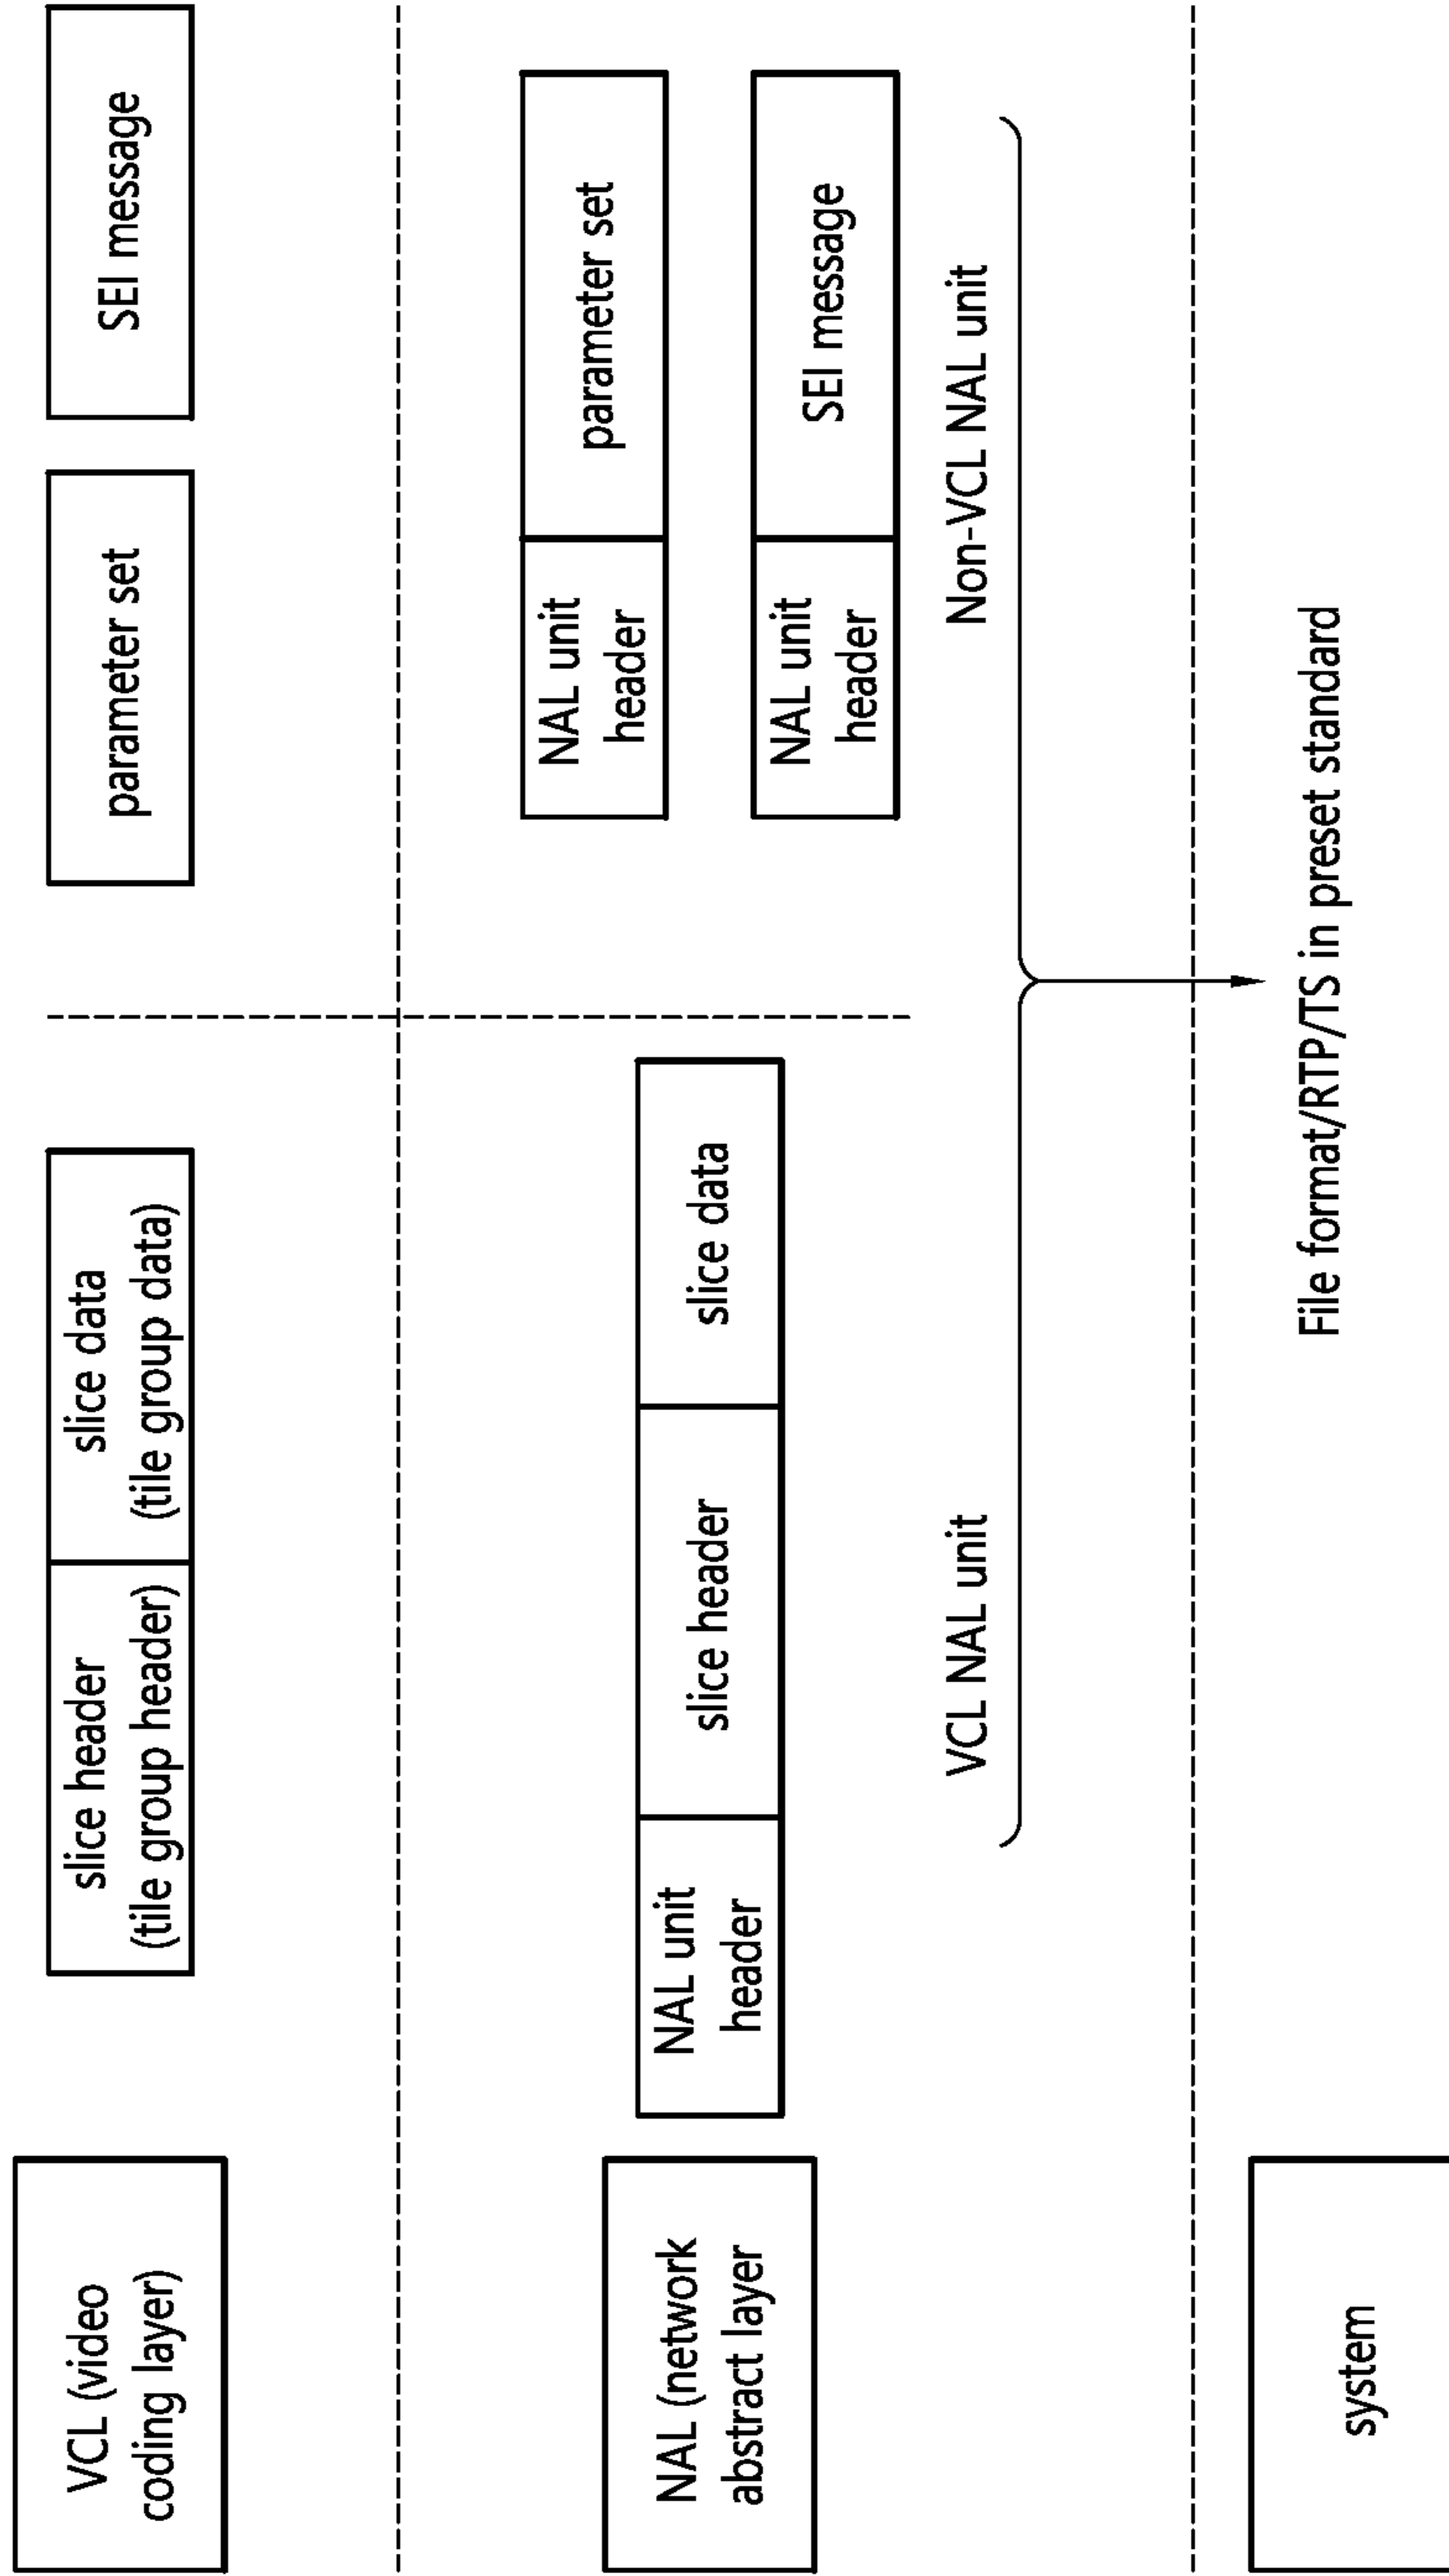 VCL (video
coding layer)
slice header
(tile group header)
slice data
(tile group data)
parameter set
SEI message
NAL (network
abstract layer
NAL unit
header
slice header
slice data
NAL unit
header
parameter set
NAL unit
header
SEI message
VCL NAL unit
Non-VCL NAL unit
system
File format/RTP/TS in preset standard